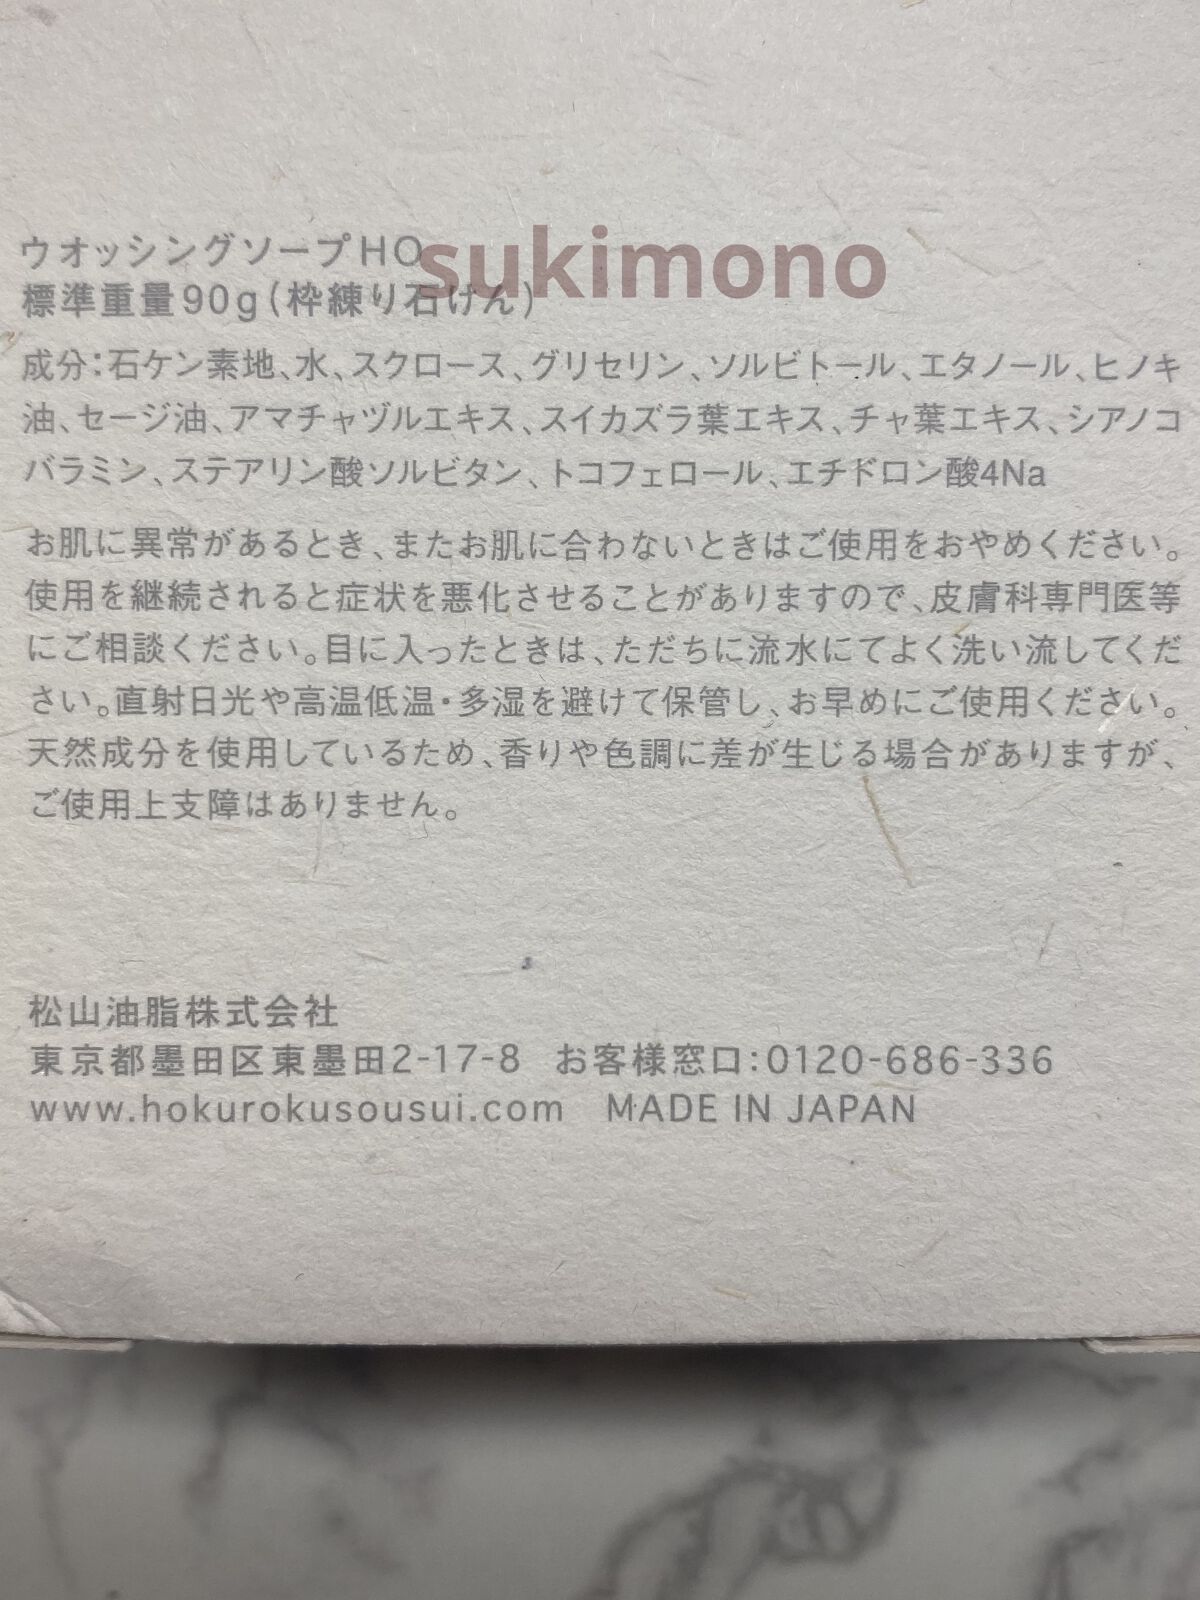 ウオッシングソープHO
sukimono
標準重量90g(枠練り石けん)
成分:石ケン素地、水、スクロース、グリセリン、ソルビトール、エタノール、ヒノキ
油、セージ油、アマチャヅルエキス、スイカズラ葉エキス、チャ葉エキス、シアノコ
バラミン、ステアリン酸ソルビタン、トコフェロール、エチドロン酸4Na
お肌に異常があるとき、またお肌に合わないときはご使用をおやめください。
使用を継続されると症状を悪化させることがありますので、皮膚科専門医等
にご相談ください。目に入ったときは、ただちに流水にてよく洗い流してくだ
さい。直射日光や高温低温・多湿を避けて保管し、お早めにご使用ください。
天然成分を使用しているため、香りや色調に差が生じる場合がありますが、
ご使用上支障はありません。
松山油脂株式会社
東京都墨田区東墨田2-17-8 お客様窓口:0120-686-336
www.hokurokusousui.com MADE IN JAPAN